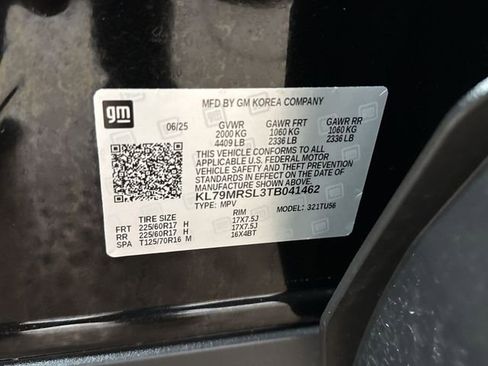 gm
MFD BY GM KOREA COMPANY
06/25 GVWR GAWR FRT GAWR RR
2000 KG 1060 KG 1060 KG
4409 LB 2336 LB 2336 LB
THIS VEHICLE CONFORMS TO ALL
APPLICABLE U.S. FEDERAL MOTOR
VEHICLE SAFETY STANDARDS IN
EFFECT ON THE DATE OF
MANUFACTURE SHOWN ABOVE.
KL79MRSL3TB041462
TYPE: MPV MODEL: 321TU56
TIRE SIZE RIM
FRT 225/60R17 H 17X7.5J
RR 225/60R17 H 17X7.5J
SPA T125/70R16 M 16X4BT